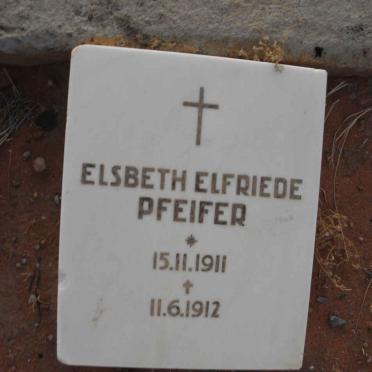 ELSBETH ELFRIEDE
PFEIFER
* 15.11.1911
✝ 11.6.1912